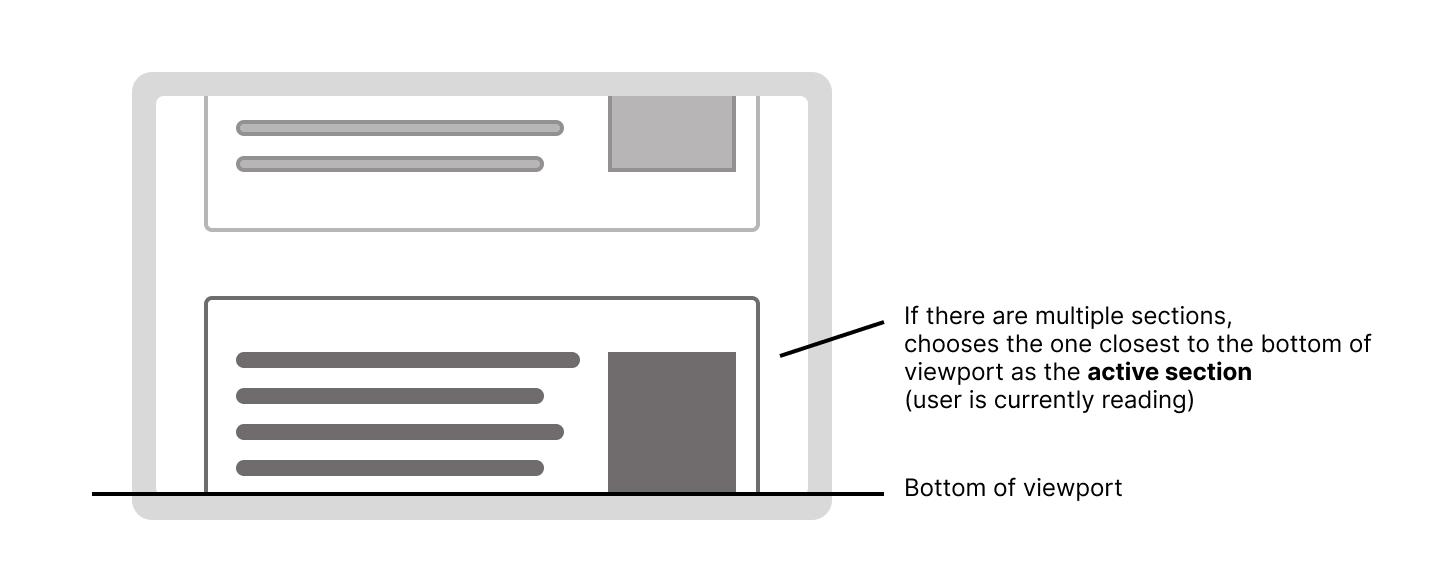 If there are multiple sections,
chooses the one closest to the bottom of
viewport as the active section
(user is currently reading)
Bottom of viewport